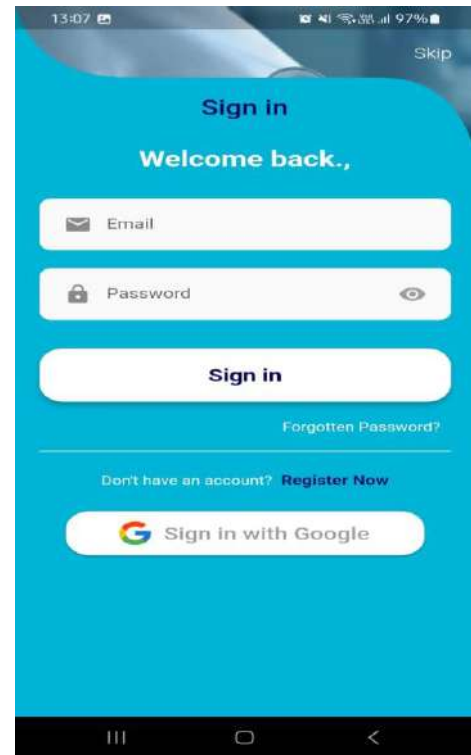 13:07 97%
Skip
Sign in
Welcome back.,
Email
Password
Sign in
Forgotten Password?
Don't have an account? Register Now
Sign in with Google